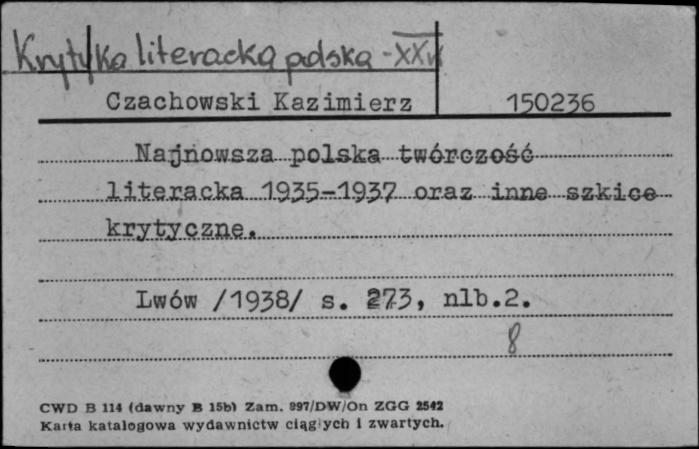 Krytyka literacka polska - XXw
Czachowski Kazimierz 150236
Najnowsza polska twórczość
literacka 1935-1937 oraz inne szkice
krytyczne.
Lwów /1938/ s. 273, nlb.2.
8
CWD B 114 (dawny B 15b) Zam. 997/DW/On ZGG 2542
Karta katalogowa wydawnictw ciągłych i zwartych.